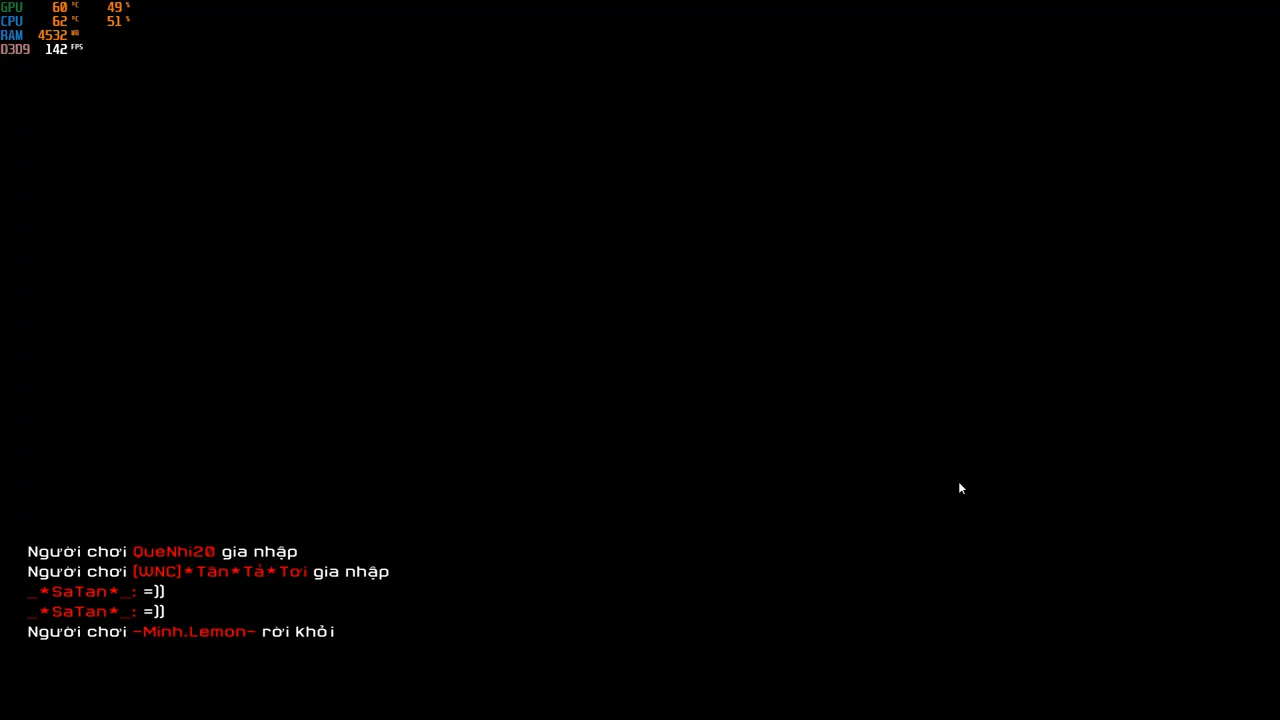 GPU 60 °C 49 %
CPU 62 °C 51 %
RAM 4532 MB
D3D9 142 FPS
Người chơi QueNhi20 gia nhập
Người chơi [WNC]*Tân*Tả*Tơi gia nhập
_*SaTan*_: =))
_*SaTan*_: =))
Người chơi -Minh.Lemon- rời khỏi